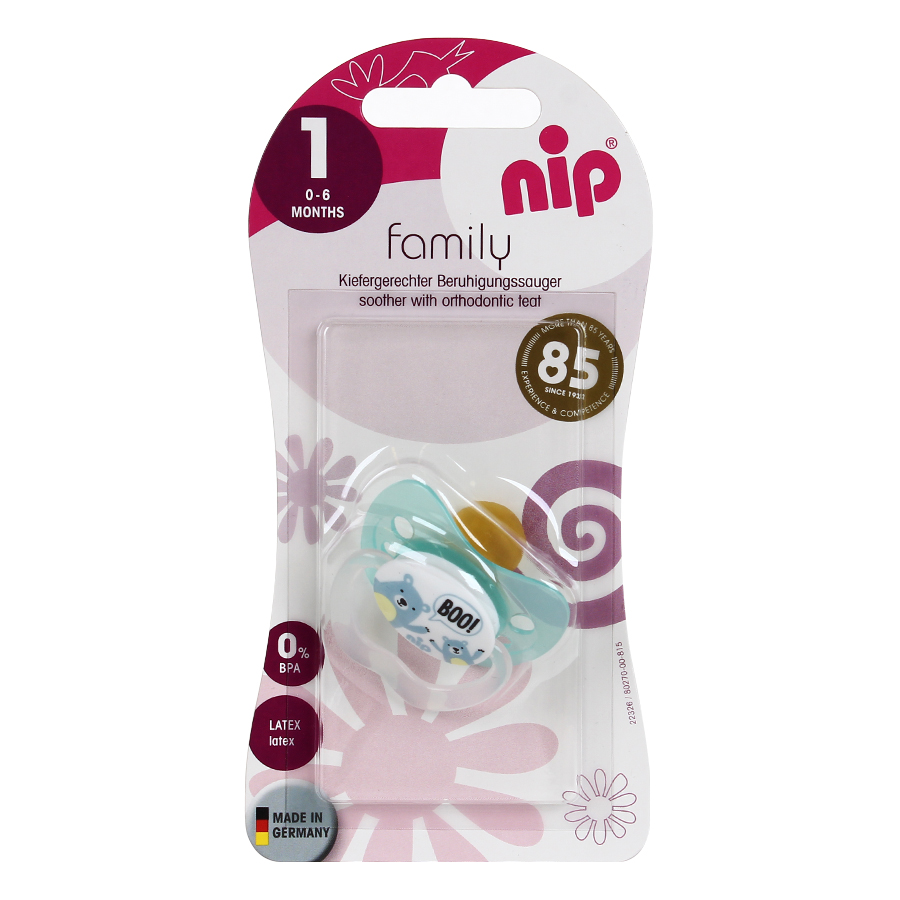 1
0-6
MONTHS
nip®
family
Kiefergerechter Beruhigungssauger
soother with orthodontic teat
MORE THAN 85 YEARS
85
SINCE 1931
EXPERIENCE & COMPETENCE
BOO!
nip
0%
BPA
22326 / 80270-00-815
LATEX
latex
MADE IN
GERMANY